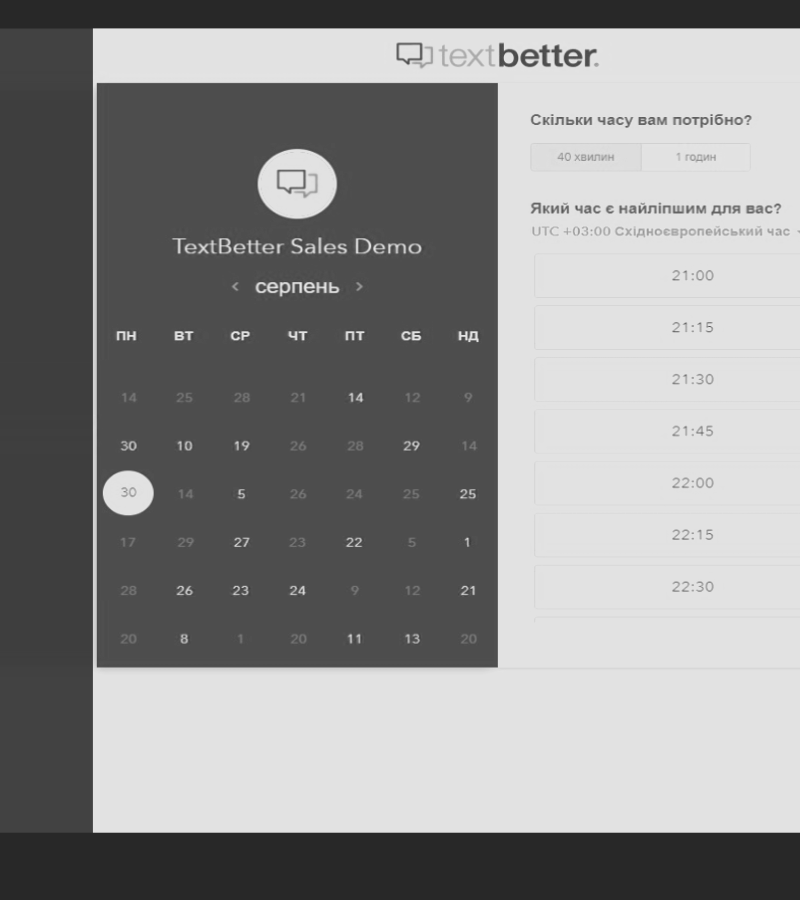 textbetter.
TextBetter Sales Demo
‹ серпень ›
ПН ВТ СР ЧТ ПТ СБ НД
14 25 28 21 14 12 9
30 10 19 26 28 29 14
30 14 5 26 24 25 25
17 29 27 23 22 5 1
28 26 23 24 9 12 21
20 8 1 20 11 13 20
Скільки часу вам потрібно?
40 хвилин 1 годин
Який час є найліпшим для вас?
UTC +03:00 Східноєвропейський час
21:00
21:15
21:30
21:45
22:00
22:15
22:30